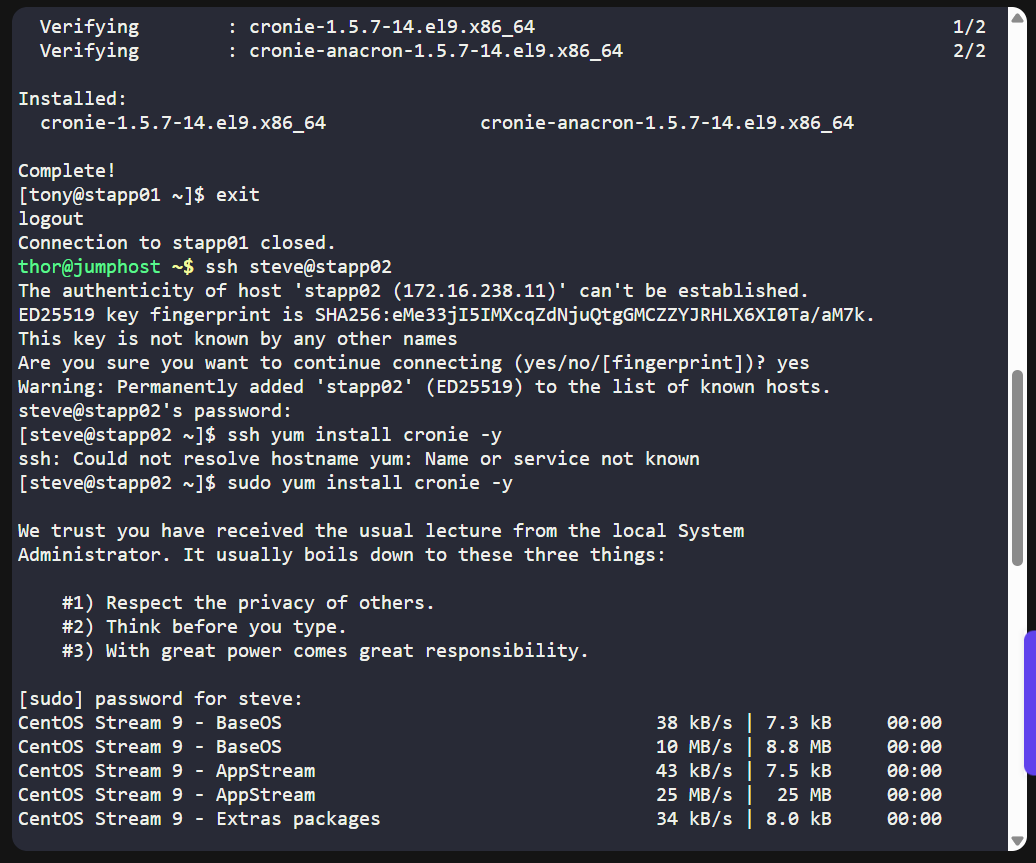 Verifying        : cronie-1.5.7-14.el9.x86_64                                      1/2
Verifying        : cronie-anacron-1.5.7-14.el9.x86_64                              2/2
Installed:
cronie-1.5.7-14.el9.x86_64              cronie-anacron-1.5.7-14.el9.x86_64
Complete!
[tony@stapp01 ~]$ exit
logout
Connection to stapp01 closed.
thor@jumphost ~$ ssh steve@stapp02
The authenticity of host 'stapp02 (172.16.238.11)' can't be established.
ED25519 key fingerprint is SHA256:eMe33jI5IMXcqZdNjuQtgGMCZZYJRHLX6XI0Ta/aM7k.
This key is not known by any other names
Are you sure you want to continue connecting (yes/no/[fingerprint])? yes
Warning: Permanently added 'stapp02' (ED25519) to the list of known hosts.
steve@stapp02's password:
[steve@stapp02 ~]$ ssh yum install cronie -y
ssh: Could not resolve hostname yum: Name or service not known
[steve@stapp02 ~]$ sudo yum install cronie -y
We trust you have received the usual lecture from the local System
Administrator. It usually boils down to these three things:
#1) Respect the privacy of others.
#2) Think before you type.
#3) With great power comes great responsibility.
[sudo] password for steve:
CentOS Stream 9 - BaseOS                                  38 kB/s | 7.3 kB     00:00
CentOS Stream 9 - BaseOS                                  10 MB/s | 8.8 MB     00:00
CentOS Stream 9 - AppStream                               43 kB/s | 7.5 kB     00:00
CentOS Stream 9 - AppStream                               25 MB/s |  25 MB     00:00
CentOS Stream 9 - Extras packages                         34 kB/s | 8.0 kB     00:00